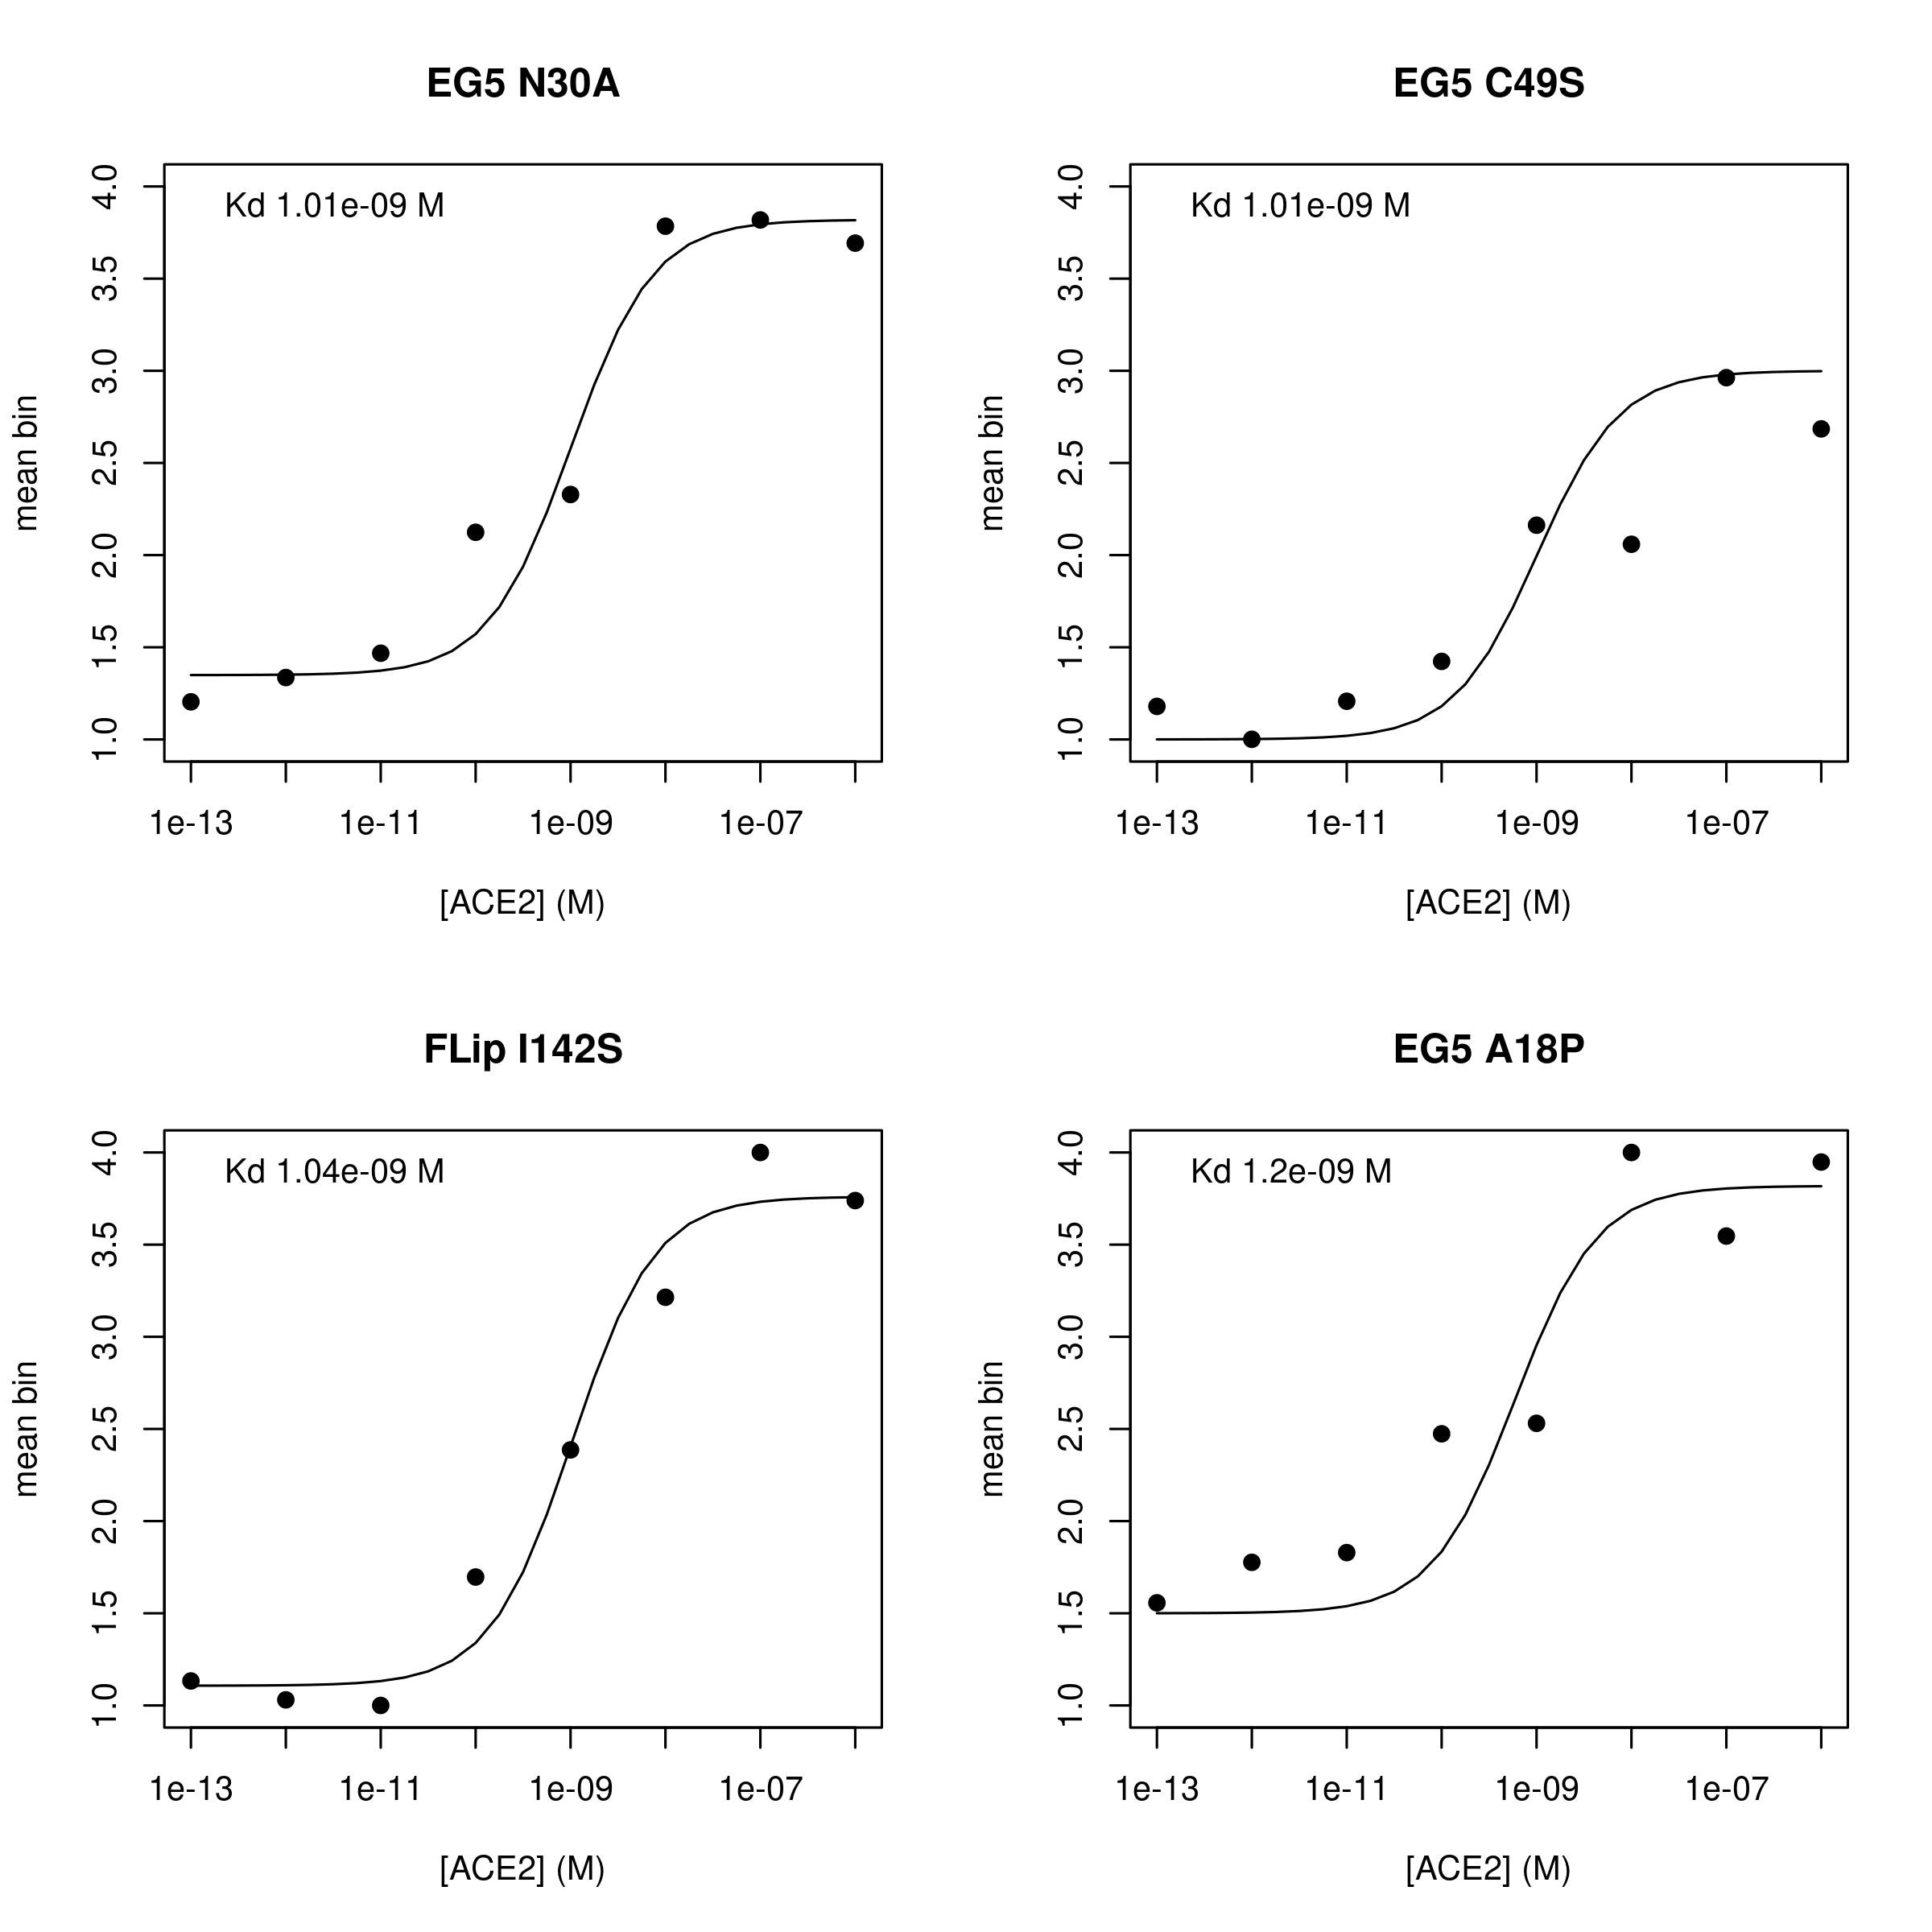 EG5 N30A
Kd 1.01e-09 M
mean bin
4.0
3.5
3.0
2.5
2.0
1.5
1.0
1e-13 1e-11 1e-09 1e-07
[ACE2] (M)
EG5 C49S
Kd 1.01e-09 M
mean bin
4.0
3.5
3.0
2.5
2.0
1.5
1.0
1e-13 1e-11 1e-09 1e-07
[ACE2] (M)
FLip I142S
Kd 1.04e-09 M
mean bin
4.0
3.5
3.0
2.5
2.0
1.5
1.0
1e-13 1e-11 1e-09 1e-07
[ACE2] (M)
EG5 A18P
Kd 1.2e-09 M
mean bin
4.0
3.5
3.0
2.5
2.0
1.5
1.0
1e-13 1e-11 1e-09 1e-07
[ACE2] (M)